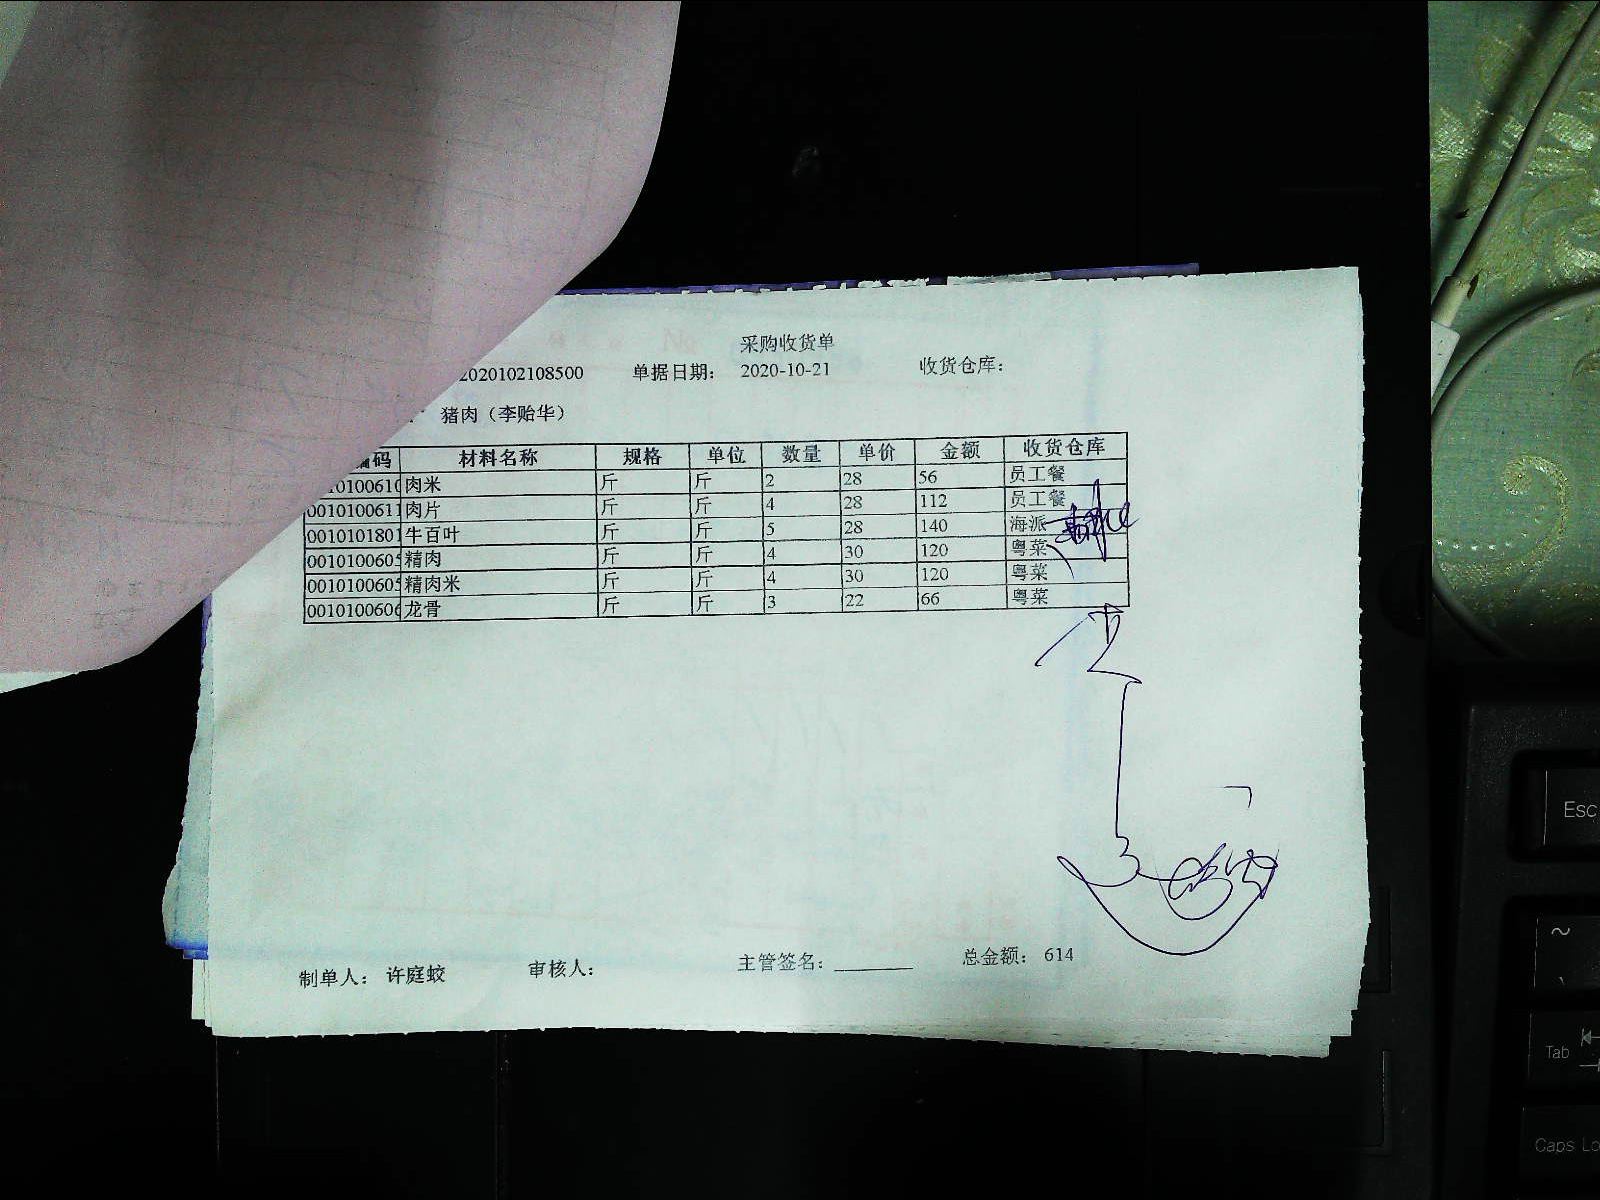 采购收货单
2020102108500 单据日期： 2020-10-21 收货仓库：
猪肉（李贻华）
编码 材料名称 规格 单位 数量 单价 金额 收货仓库
010100610 肉米 斤 斤 2 28 56 员工餐
0010100611 肉片 斤 斤 4 28 112 员工餐
0010101801 牛百叶 斤 斤 5 28 140 海派
001010060 精肉 斤 斤 4 30 120 粤菜
001010060 精肉米 斤 斤 4 30 120 粤菜
001010060 龙骨 斤 斤 3 22 66 粤菜
制单人： 许庭蛟 审核人： 主管签名：________ 总金额： 614
Esc
~
Tab
Caps Lo